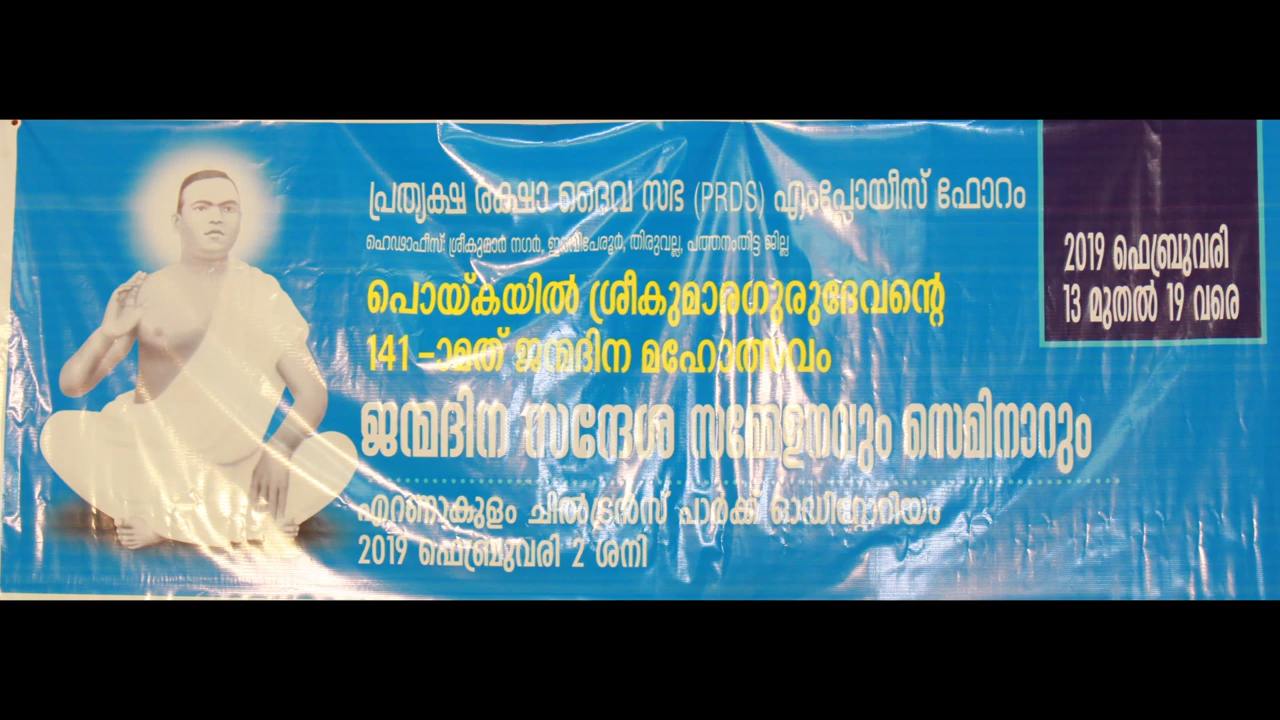 പ്രത്യക്ഷ രക്ഷാ ദൈവ സഭ (PRDS) എംപ്ലോയീസ് ഫോറം
ഹെഡാഫീസ്: ശ്രീകുമാർ നഗർ, ഇരവിപേരൂർ, തിരുവല്ല, പത്തനംതിട്ട ജില്ല
പൊയ്കയിൽ ശ്രീകുമാരഗുരുദേവന്റെ
141 -ാമത് ജന്മദിന മഹോത്സവം
2019 ഫെബ്രുവരി
13 മുതൽ 19 വരെ
ജന്മദിന സന്ദേശ സമ്മേളനവും സെമിനാറും
എറണാകുളം ചിൽഡ്രൻസ് പാർക്ക് ഓഡിറ്റോറിയം
2019 ഫെബ്രുവരി 2 ശനി